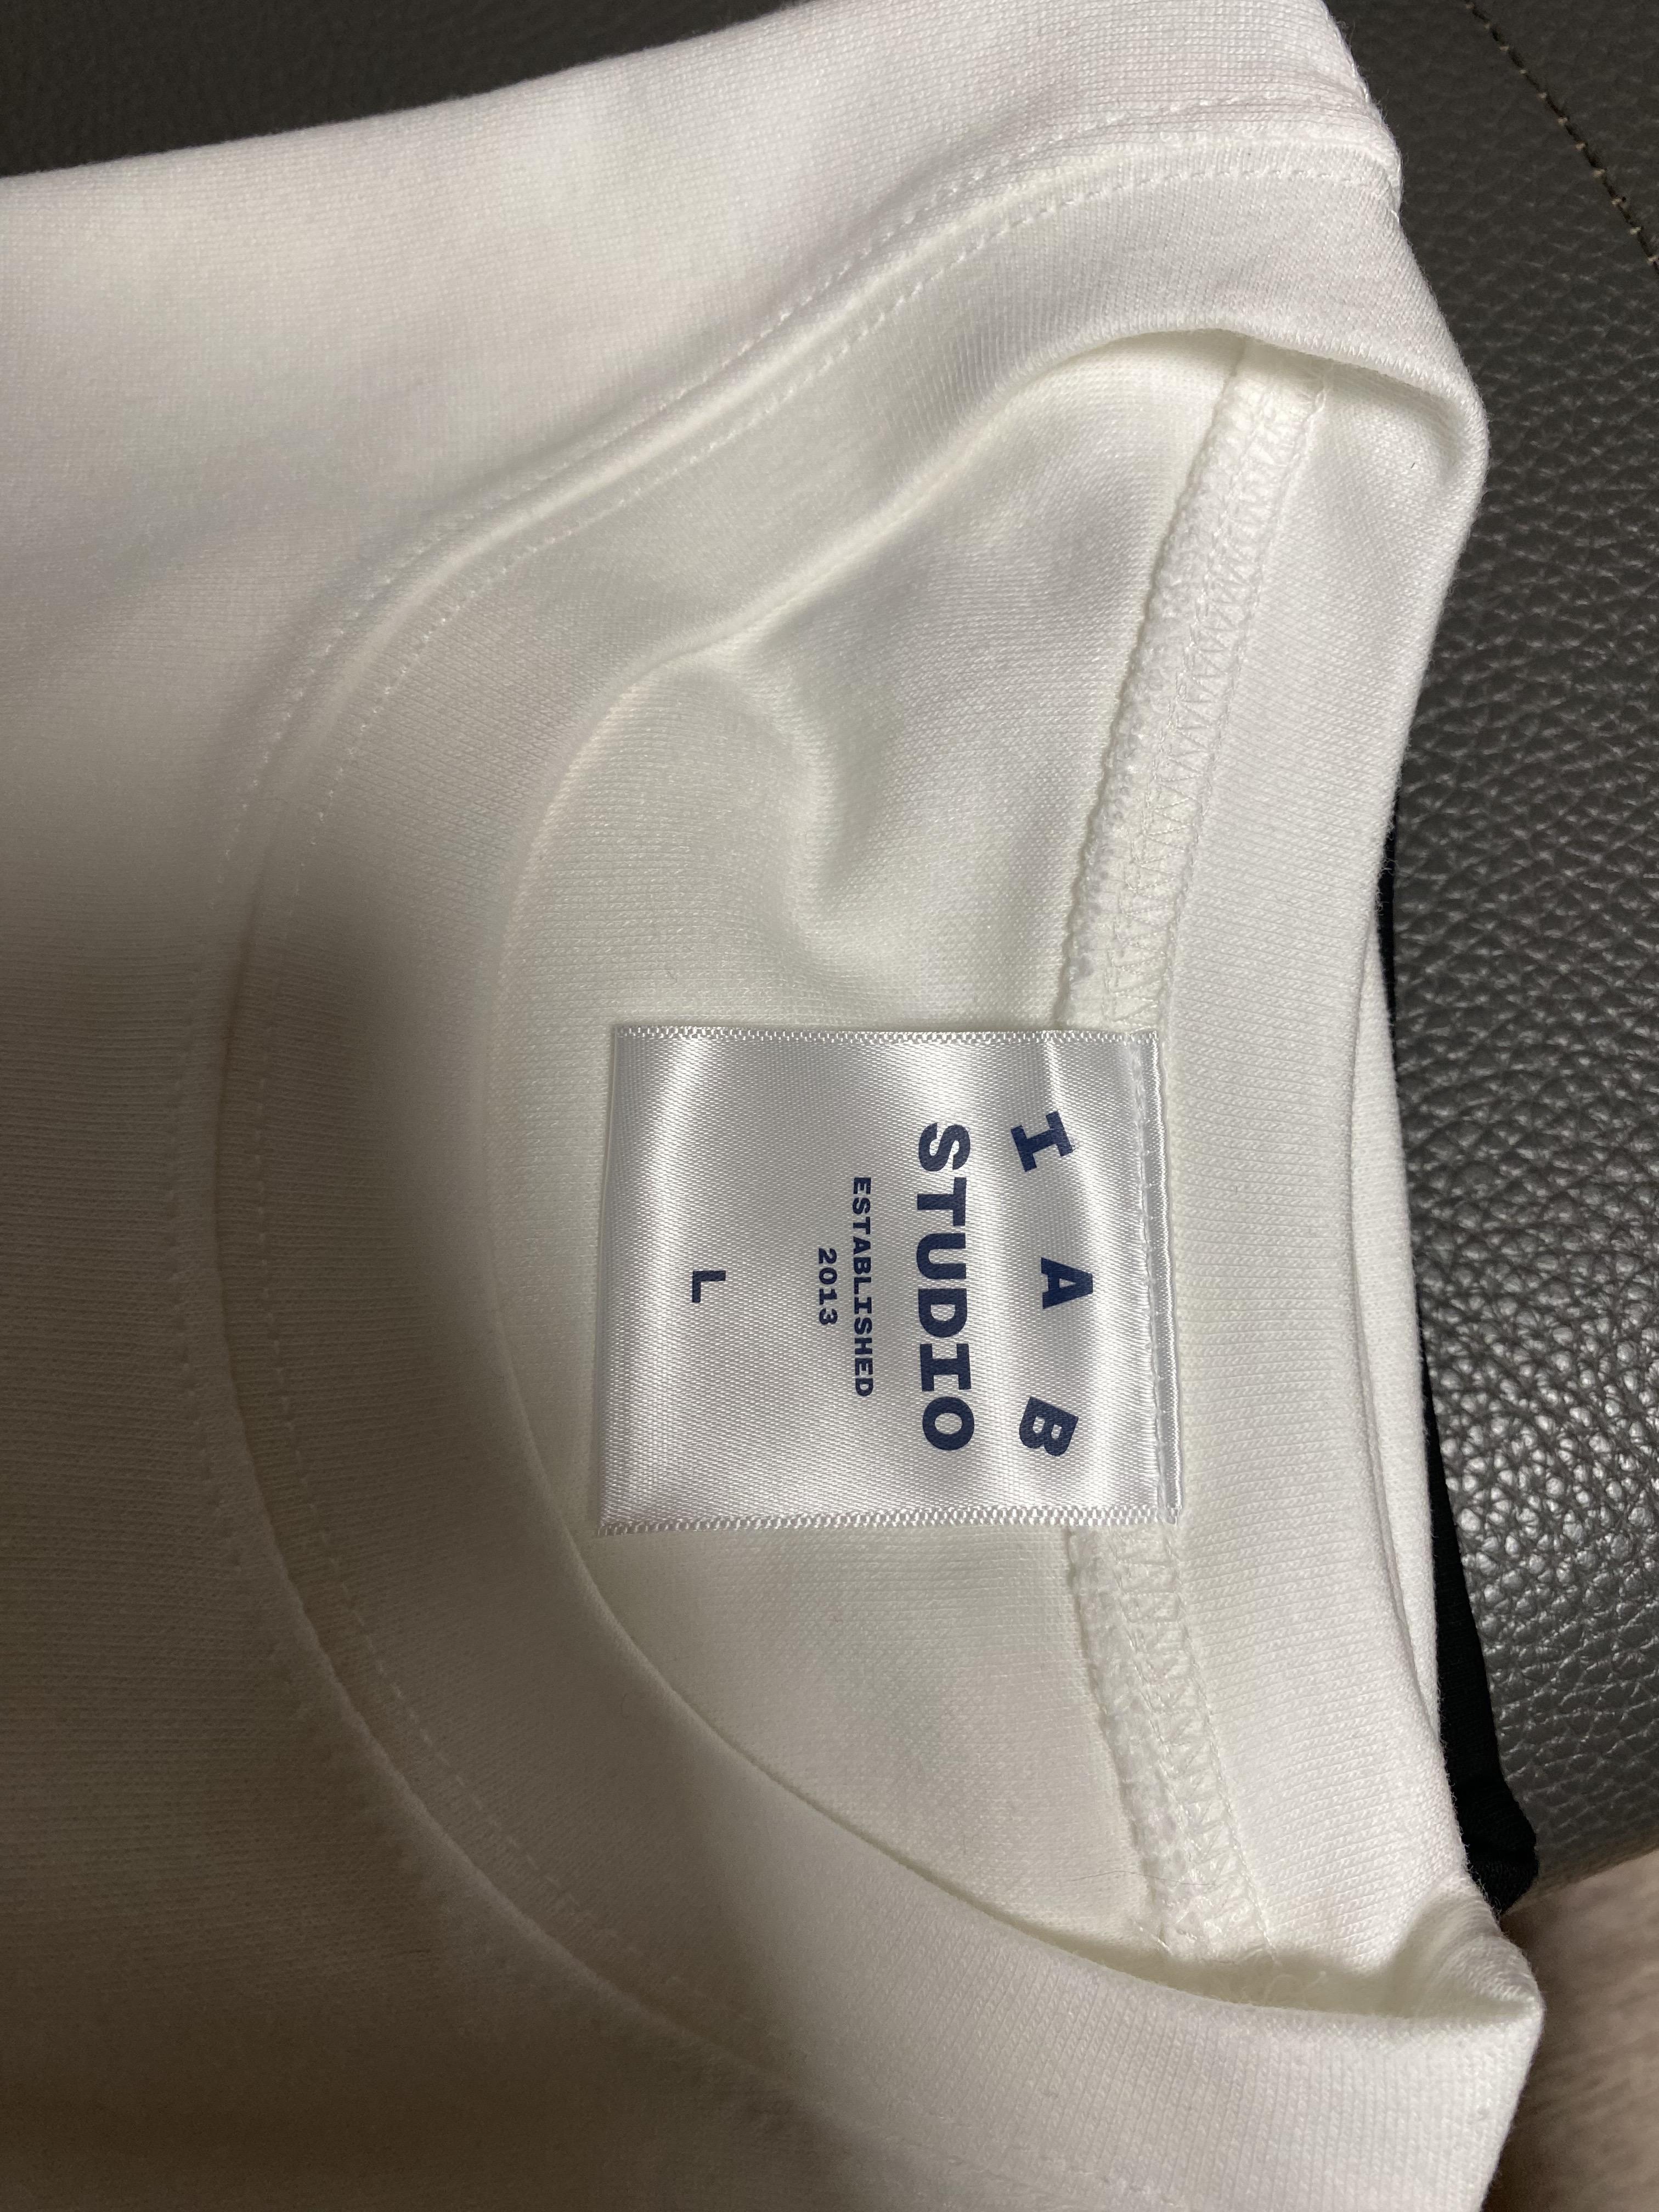 I A B
STUDIO
ESTABLISHED
2013
L